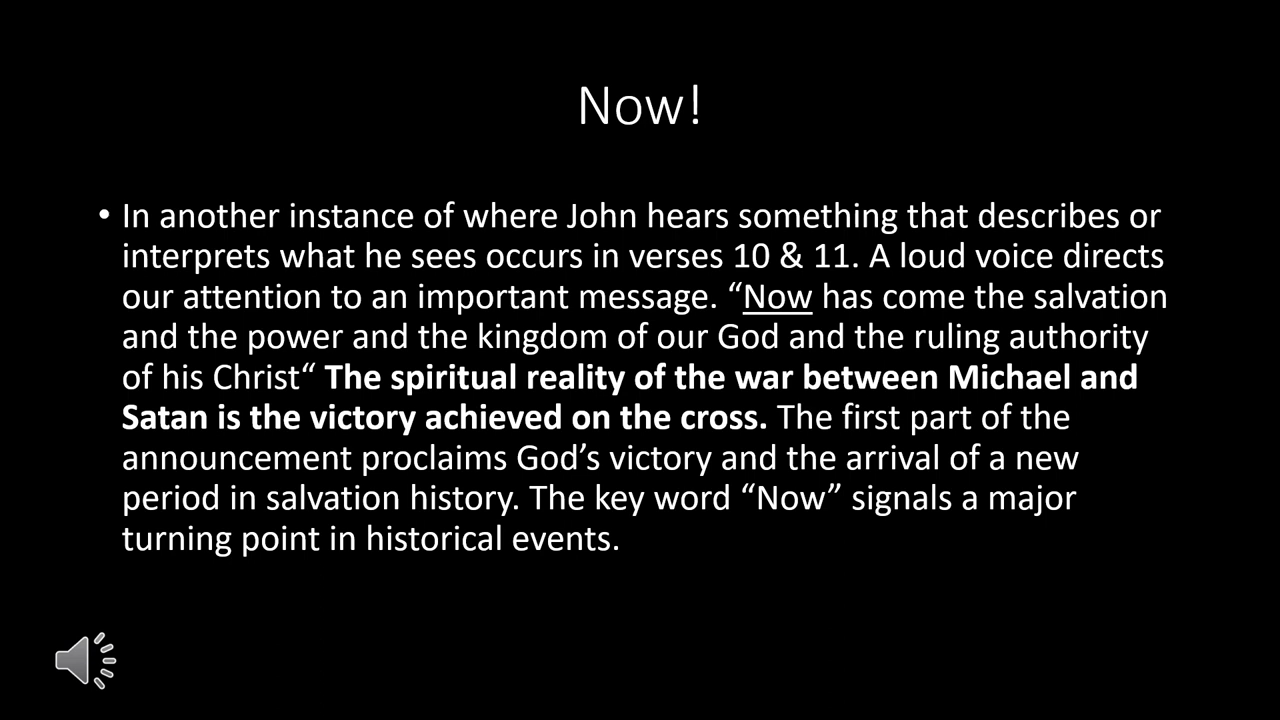 Now!
• In another instance of where John hears something that describes or
interprets what he sees occurs in verses 10 & 11. A loud voice directs
our attention to an important message. “Now has come the salvation
and the power and the kingdom of our God and the ruling authority
of his Christ“ The spiritual reality of the war between Michael and
Satan is the victory achieved on the cross. The first part of the
announcement proclaims God’s victory and the arrival of a new
period in salvation history. The key word “Now” signals a major
turning point in historical events.